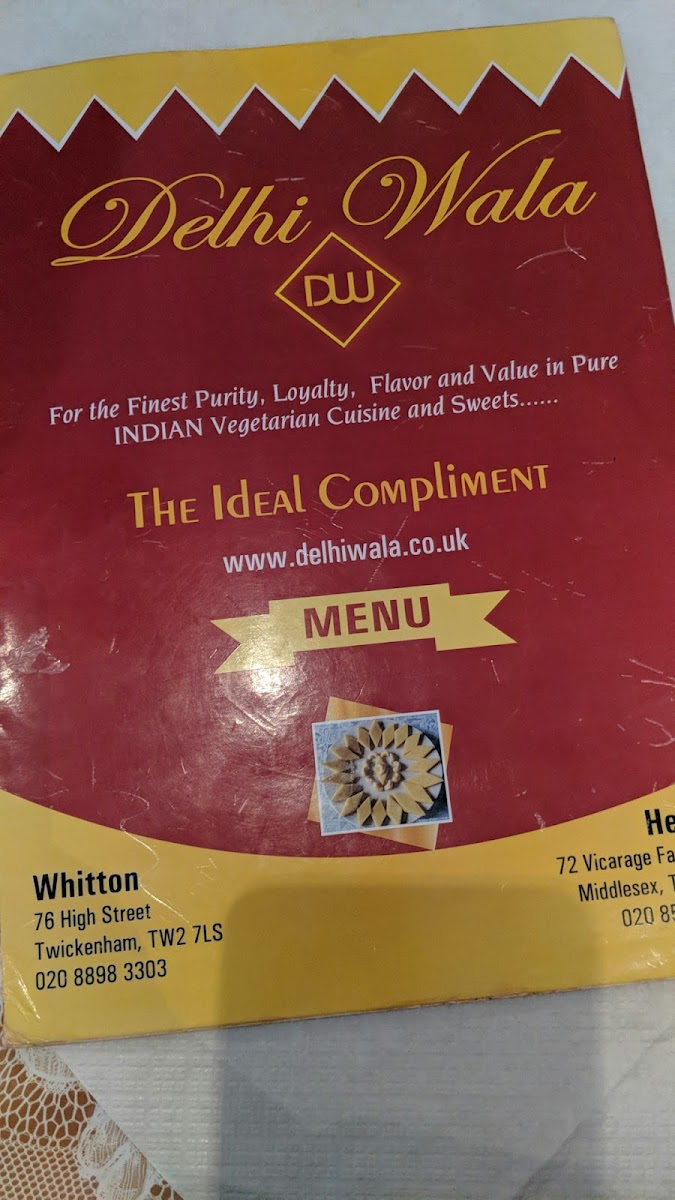 Delhi Wala
DW
For the Finest Purity, Loyalty, Flavor and Value in Pure
INDIAN Vegetarian Cuisine and Sweets......
The Ideal Compliment
www.delhiwala.co.uk
MENU
Whitton
76 High Street
Twickenham, TW2 7LS
020 8898 3303
72 Vicarage
Middlesex,
020